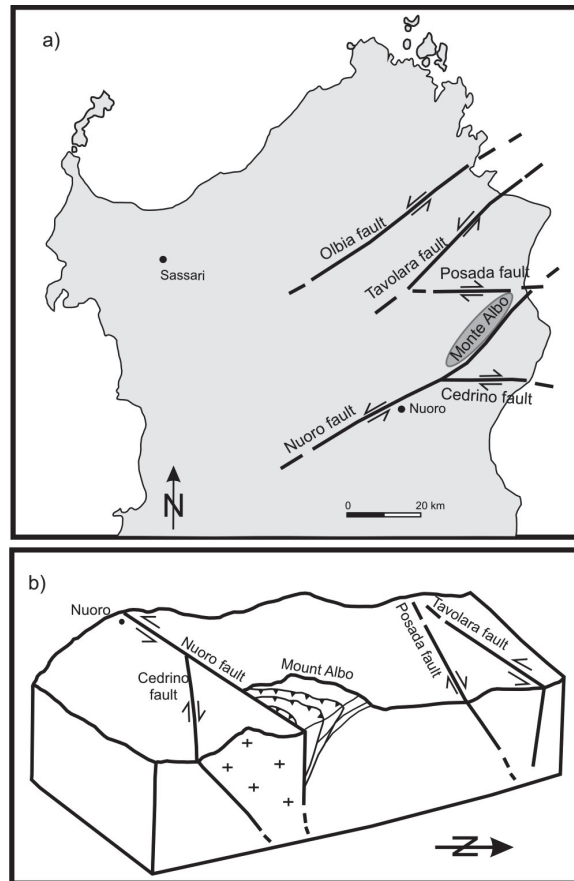 a)
Olbia fault
Tavolara fault
Sassari
Posada fault
Monte Albo
Cedrino fault
Nuoro fault
Nuoro
N
0 20 km
b)
Nuoro
Tavolara fault
Posada fault
Nuoro fault
Cedrino
fault
Mount Albo
N